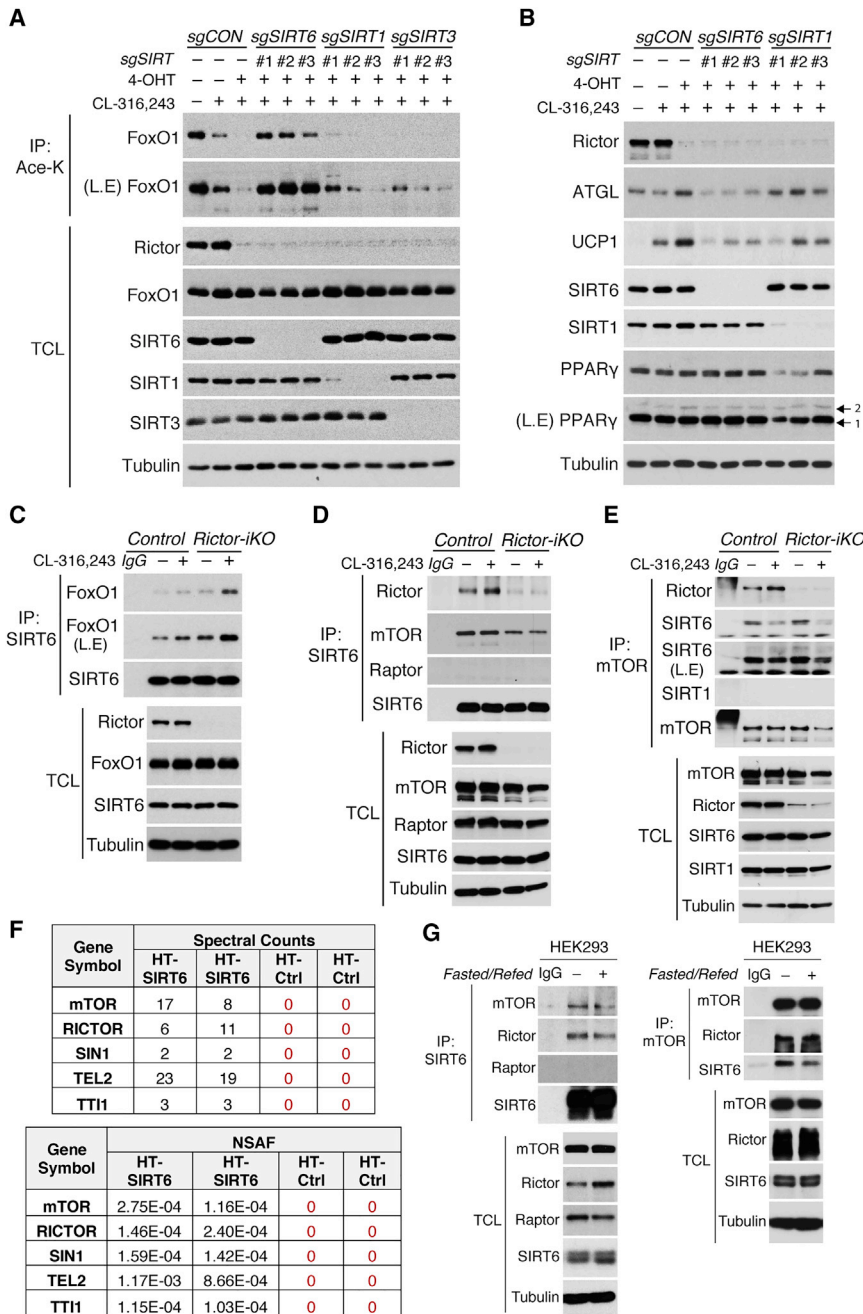 A
sgCON sgSIRT6 sgSIRT1 sgSIRT3
sgSIRT #1 #2 #3 #1 #2 #3 #1 #2 #3
4-OHT – – + + + + + + + + + +
CL-316,243 – + + + + + + + + + + +
IP: Ace-K
FoxO1
(L.E) FoxO1
TCL
Rictor
FoxO1
SIRT6
SIRT1
SIRT3
Tubulin
B
sgCON sgSIRT6 sgSIRT1
sgSIRT #1 #2 #3 #1 #2 #3
4-OHT – – + + + + + + +
CL-316,243 – + + + + + + + +
Rictor
ATGL
UCP1
SIRT6
SIRT1
PPARγ
(L.E) PPARγ 2
1
Tubulin
C
Control Rictor-iKO
CL-316,243 IgG – + – +
IP: SIRT6
FoxO1
FoxO1
(L.E)
SIRT6
TCL
Rictor
FoxO1
SIRT6
Tubulin
D
Control Rictor-iKO
CL-316,243 IgG – + – +
IP: SIRT6
Rictor
mTOR
Raptor
SIRT6
TCL
Rictor
mTOR
Raptor
SIRT6
Tubulin
E
Control Rictor-iKO
CL-316,243 IgG – + – +
IP: mTOR
Rictor
SIRT6
SIRT6
(L.E)
SIRT1
mTOR
TCL
mTOR
Rictor
SIRT6
SIRT1
Tubulin
F
Gene Symbol Spectral Counts
HT-SIRT6 HT-SIRT6 HT-Ctrl HT-Ctrl
mTOR 17 8 0 0
RICTOR 6 11 0 0
SIN1 2 2 0 0
TEL2 23 19 0 0
TTI1 3 3 0 0
Gene Symbol NSAF
HT-SIRT6 HT-SIRT6 HT-Ctrl HT-Ctrl
mTOR 2.75E-04 1.16E-04 0 0
RICTOR 1.46E-04 2.40E-04 0 0
SIN1 1.59E-04 1.42E-04 0 0
TEL2 1.17E-03 8.66E-04 0 0
TTI1 1.15E-04 1.03E-04 0 0
G
HEK293
Fasted/Refed IgG – +
IP: SIRT6
mTOR
Rictor
Raptor
SIRT6
TCL
mTOR
Rictor
Raptor
SIRT6
Tubulin
HEK293
Fasted/Refed IgG – +
IP: mTOR
mTOR
Rictor
SIRT6
TCL
mTOR
Rictor
SIRT6
Tubulin